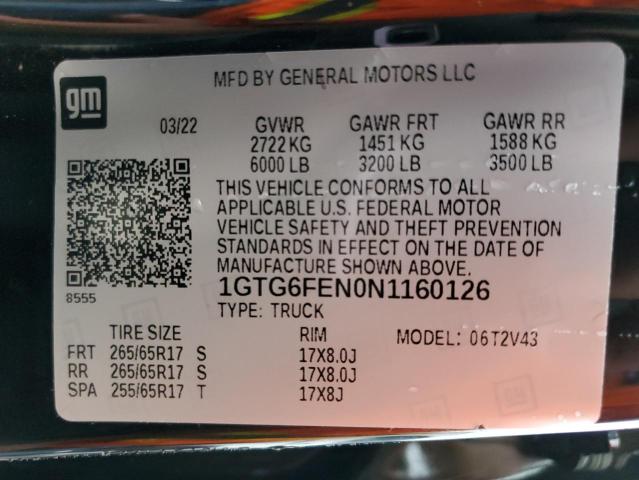 gm
MFD BY GENERAL MOTORS LLC
03/22 GVWR GAWR FRT GAWR RR
2722 KG 1451 KG 1588 KG
6000 LB 3200 LB 3500 LB
THIS VEHICLE CONFORMS TO ALL
APPLICABLE U.S. FEDERAL MOTOR
VEHICLE SAFETY AND THEFT PREVENTION
STANDARDS IN EFFECT ON THE DATE OF
MANUFACTURE SHOWN ABOVE.
8555
1GTG6FEN0N1160126
TYPE: TRUCK
TIRE SIZE RIM MODEL: 06T2V43
FRT 265/65R17 S 17X8.0J
RR 265/65R17 S 17X8.0J
SPA 255/65R17 T 17X8J